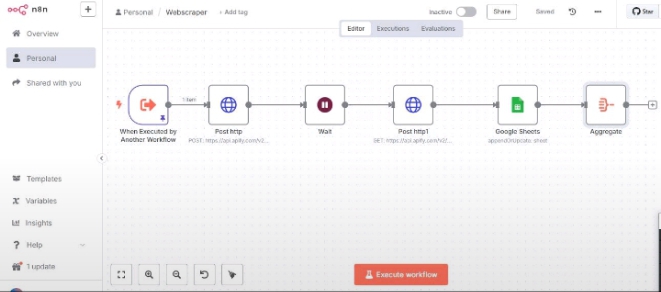 n8n
+
Personal / Webscraper + Add tag
Inactive
Share
Saved
Star
Overview
Personal
Shared with you
Editor
Executions
Evaluations
1 item
When Executed by
Another Workflow
Post http
POST: https://api.apify.com/v2/...
Wait
Post http1
GET: https://api.apify.com/v2/...
Google Sheets
appendOrUpdate: sheet
Aggregate
Templates
Variables
Insights
Help
1 update
Execute workflow